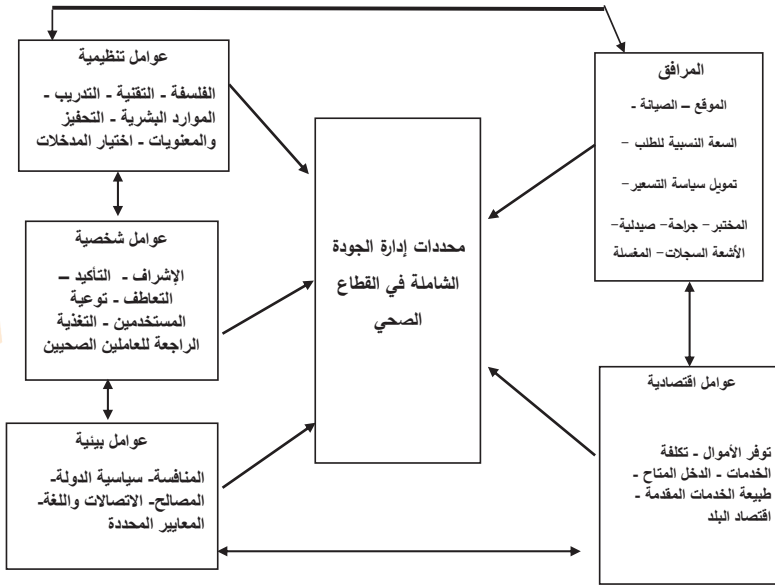 المرافق
الموقع – الصيانة -
السعة النسبية للطلب –
تمويل سياسة التسعير–
المختبر – جراحة– صيدلية–
الأشعة السجلات– المغسلة
عوامل تنظيمية
الفلسفة - التقنية - التدريب -
الموارد البشرية - التحفيز
والمعنويات - اختيار المدخلات
محددات إدارة الجودة
الشاملة في القطاع
الصحي
عوامل شخصية
الإشراف - التأكيد –
التعاطف - توعية
المستخدمين - التغذية
الراجعة للعاملين الصحيين
عوامل اقتصادية
توفر الأموال - تكلفة
الخدمات - الدخل المتاح -
طبيعة الخدمات المقدمة -
اقتصاد البلد
عوامل بيئية
المنافسة- سياسية الدولة-
المصالح- الاتصالات واللغة-
المعايير المحددة